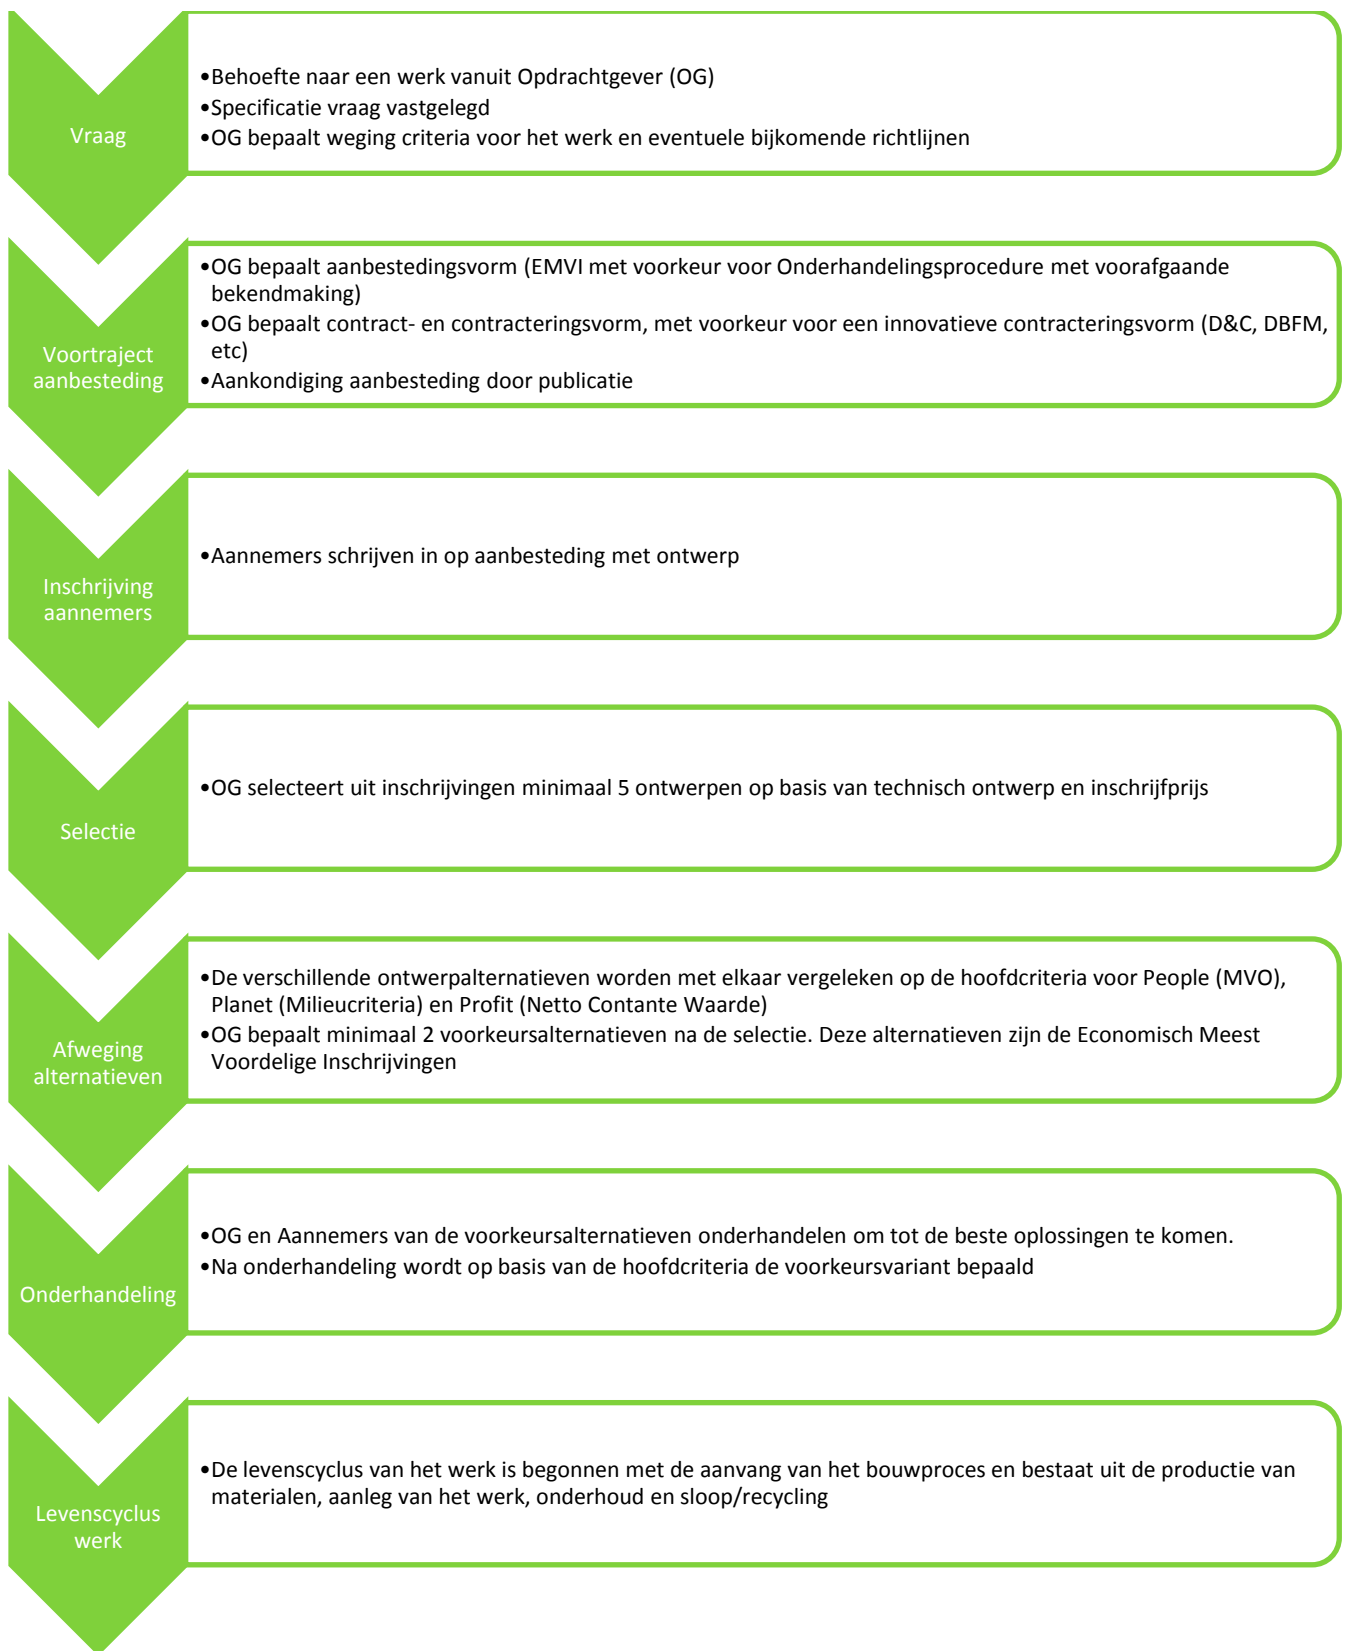 Vraag
•Behoefte naar een werk vanuit Opdrachtgever (OG)
•Specificatie vraag vastgelegd
•OG bepaalt weging criteria voor het werk en eventuele bijkomende richtlijnen
Voortraject
aanbesteding
•OG bepaalt aanbestedingsvorm (EMVI met voorkeur voor Onderhandelingsprocedure met voorafgaande
bekendmaking)
•OG bepaalt contract- en contracteringsvorm, met voorkeur voor een innovatieve contracteringsvorm (D&C, DBFM,
etc)
•Aankondiging aanbesteding door publicatie
Inschrijving
aannemers
•Aannemers schrijven in op aanbesteding met ontwerp
Selectie
•OG selecteert uit inschrijvingen minimaal 5 ontwerpen op basis van technisch ontwerp en inschrijfprijs
Afweging
alternatieven
•De verschillende ontwerpalternatieven worden met elkaar vergeleken op de hoofdcriteria voor People (MVO),
Planet (Milieucriteria) en Profit (Netto Contante Waarde)
•OG bepaalt minimaal 2 voorkeursalternatieven na de selectie. Deze alternatieven zijn de Economisch Meest
Voordelige Inschrijvingen
Onderhandeling
•OG en Aannemers van de voorkeursalternatieven onderhandelen om tot de beste oplossingen te komen.
•Na onderhandeling wordt op basis van de hoofdcriteria de voorkeursvariant bepaald
Levenscyclus
werk
•De levenscyclus van het werk is begonnen met de aanvang van het bouwproces en bestaat uit de productie van
materialen, aanleg van het werk, onderhoud en sloop/recycling